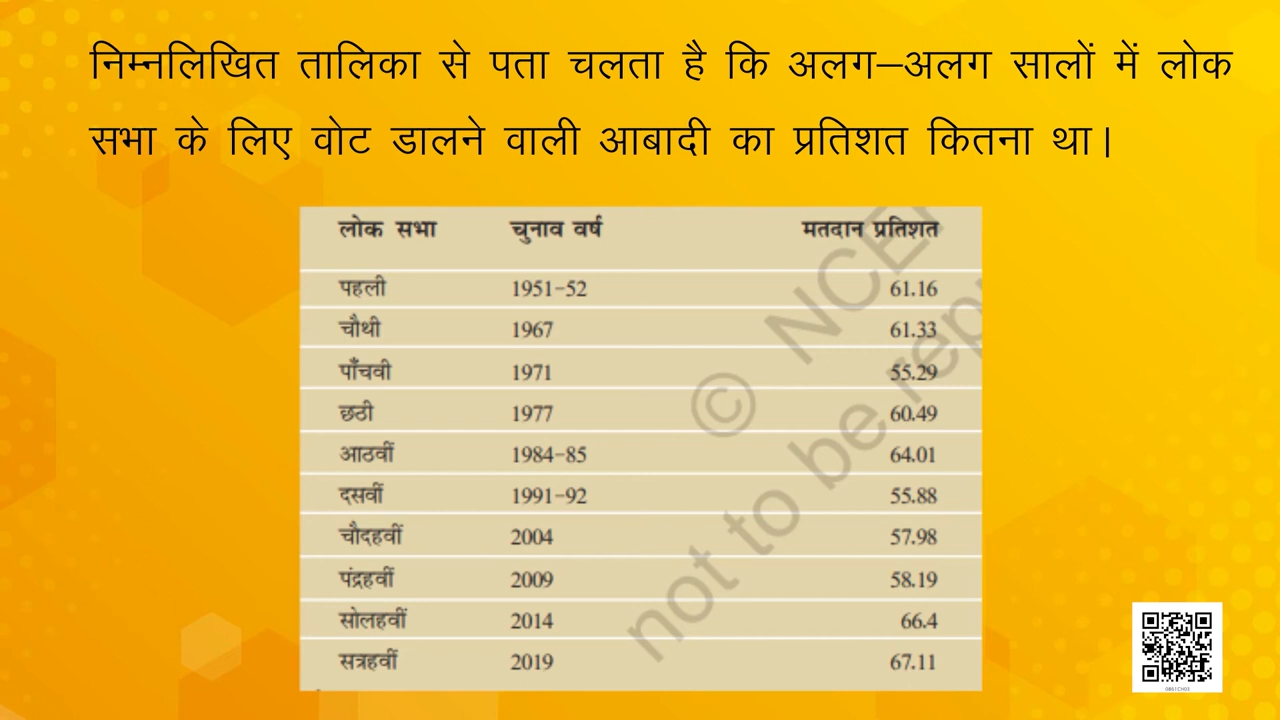 निम्नलिखित तालिका से पता चलता है कि अलग–अलग सालों में लोक
सभा के लिए वोट डालने वाली आबादी का प्रतिशत कितना था|
लोक सभा चुनाव वर्ष मतदान प्रतिशत
पहली 1951-52 61.16
चौथी 1967 61.33
पाँचवी 1971 55.29
छठी 1977 60.49
आठवीं 1984-85 64.01
दसवीं 1991-92 55.88
चौदहवीं 2004 57.98
पंद्रहवीं 2009 58.19
सोलहवीं 2014 66.4
सत्रहवीं 2019 67.11
© NCE
not to be rep